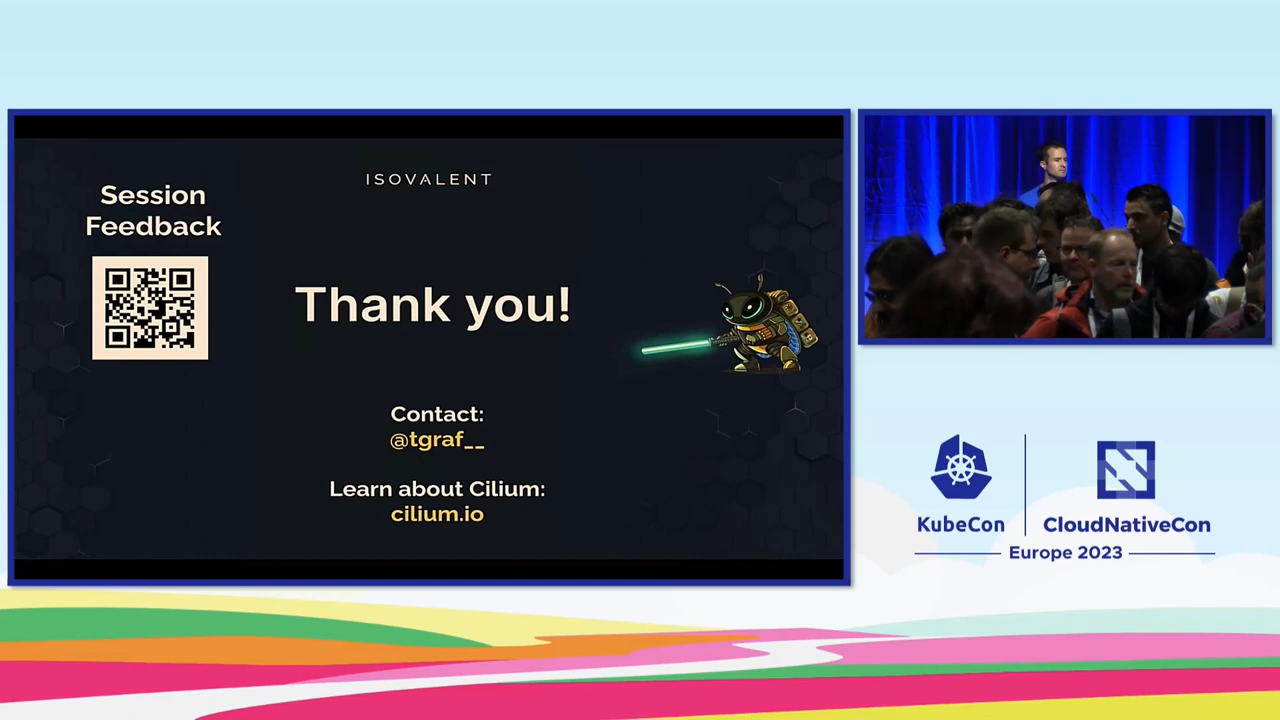 Session
Feedback
ISOVALENT
Thank you!
Contact:
@tgraf__
Learn about Cilium:
cilium.io
KubeCon
CloudNativeCon
Europe 2023